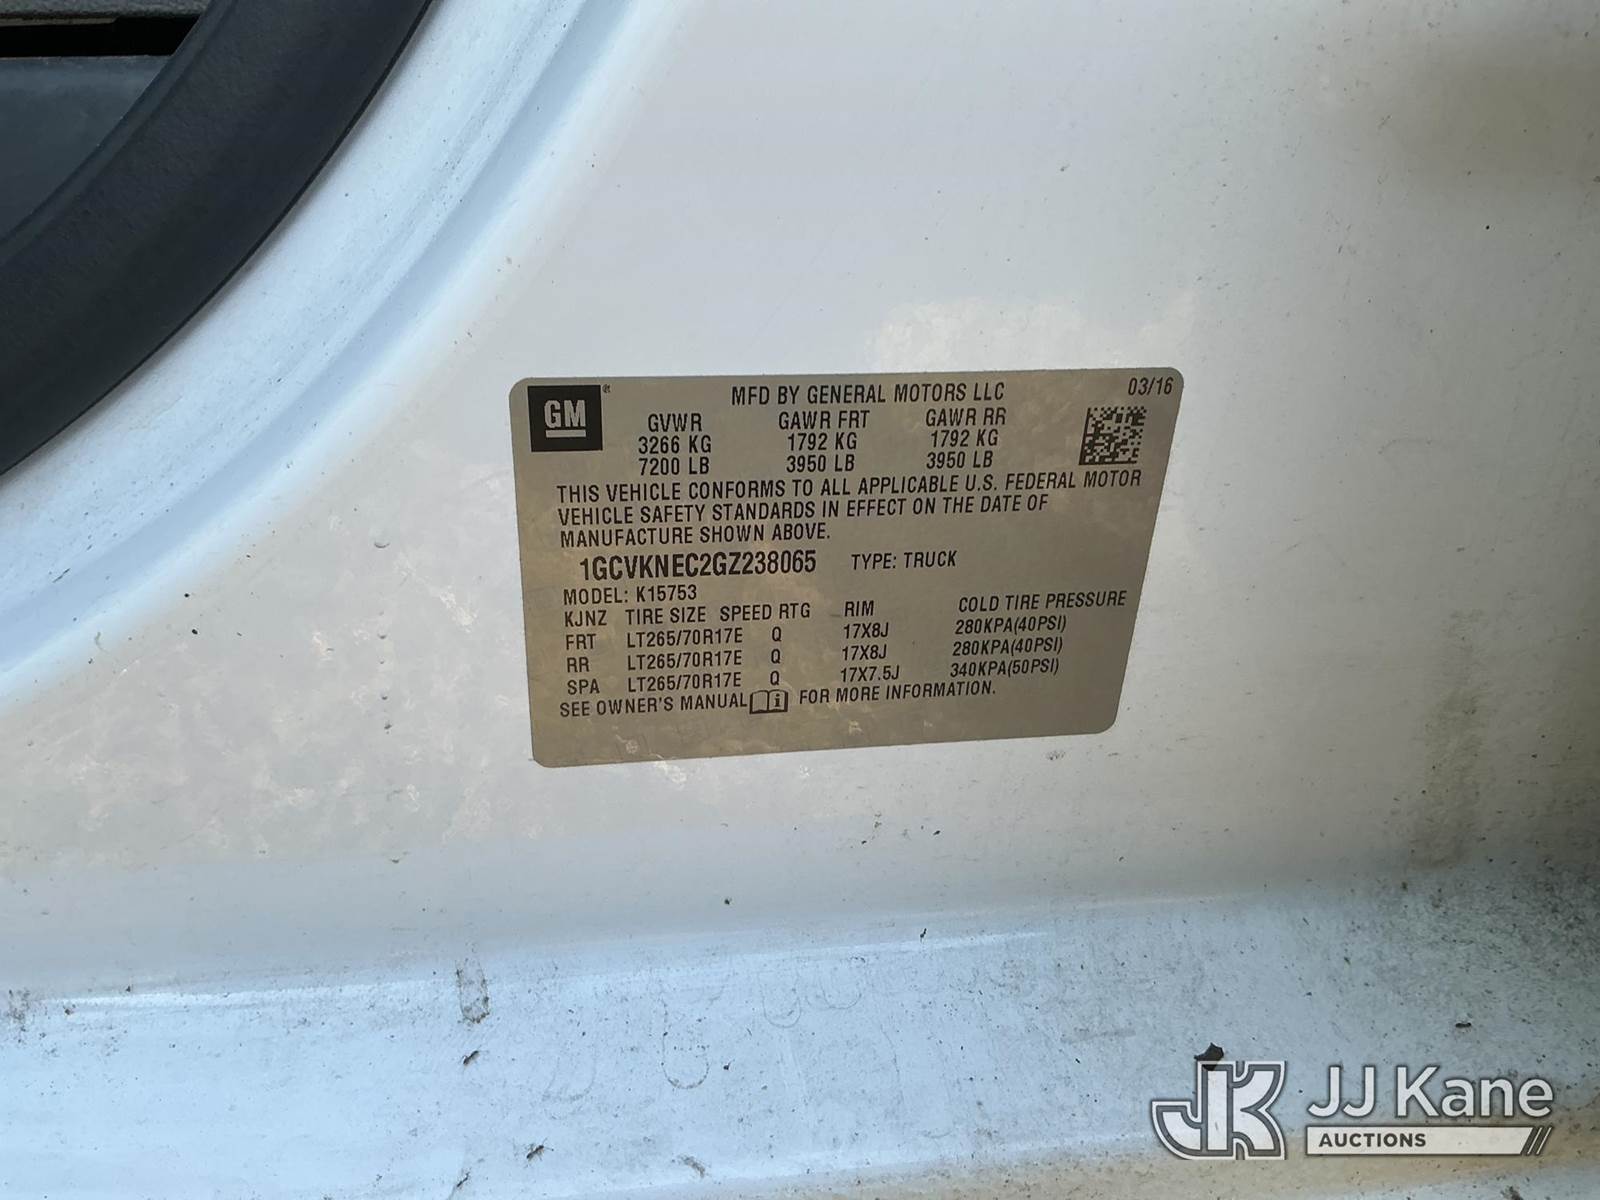 GM ® MFD BY GENERAL MOTORS LLC 03/16
GVWR GAWR FRT GAWR RR
3266 KG 1792 KG 1792 KG
7200 LB 3950 LB 3950 LB
THIS VEHICLE CONFORMS TO ALL APPLICABLE U.S. FEDERAL MOTOR
VEHICLE SAFETY STANDARDS IN EFFECT ON THE DATE OF
MANUFACTURE SHOWN ABOVE.
1GCVKNEC2GZ238065 TYPE: TRUCK
MODEL: K15753
KJNZ TIRE SIZE SPEED RTG RIM COLD TIRE PRESSURE
FRT LT265/70R17E Q 17X8J 280KPA(40PSI)
RR LT265/70R17E Q 17X8J 280KPA(40PSI)
SPA LT265/70R17E Q 17X7.5J 340KPA(50PSI)
SEE OWNER'S MANUAL FOR MORE INFORMATION.
JK JJ Kane
AUCTIONS